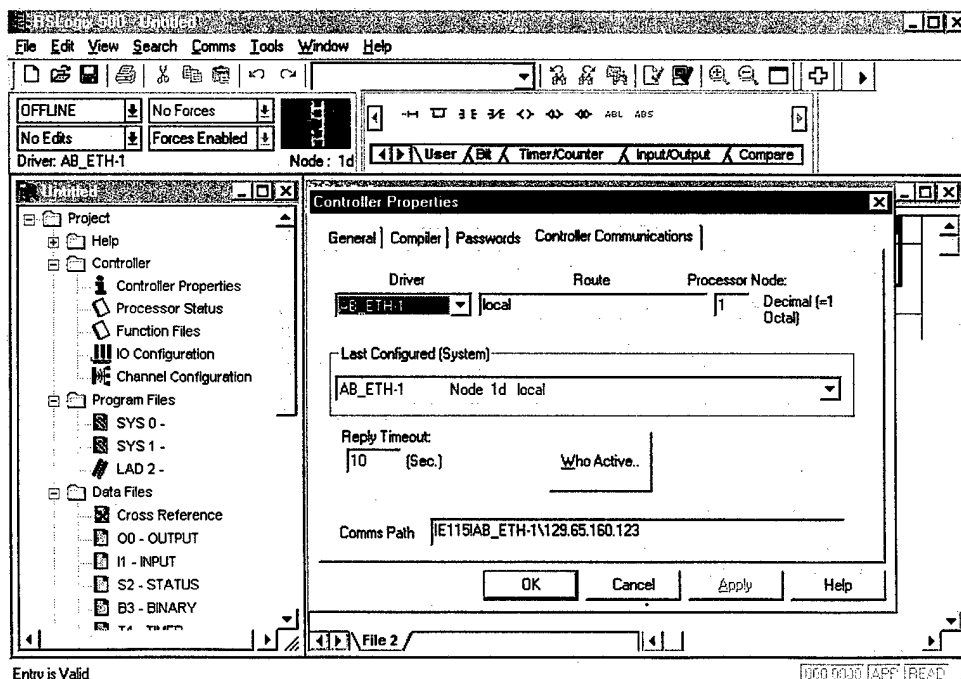 RSLogix 500 - Untitled
File Edit View Search Comms Tools Window Help
OFFLINE No Forces
No Edits Forces Enabled
Driver: AB_ETH-1 Node : 1d
ABL ABS
User Bit Timer/Counter Input/Output Compare
Untitled
Project
Help
Controller
Controller Properties
Processor Status
Function Files
IO Configuration
Channel Configuration
Program Files
SYS 0 -
SYS 1 -
LAD 2 -
Data Files
Cross Reference
O0 - OUTPUT
I1 - INPUT
S2 - STATUS
B3 - BINARY
T4 - TIMER
Controller Properties
General Compiler Passwords Controller Communications
Driver Route Processor Node:
AB_ETH-1 local 1 Decimal (=1 Octal)
Last Configured (System)
AB_ETH-1 Node 1d local
Reply Timeout:
10 (Sec.) Who Active..
Comms Path IE115!AB_ETH-1\129.65.160.123
OK Cancel Apply Help
File 2
Entry is Valid
APP READ